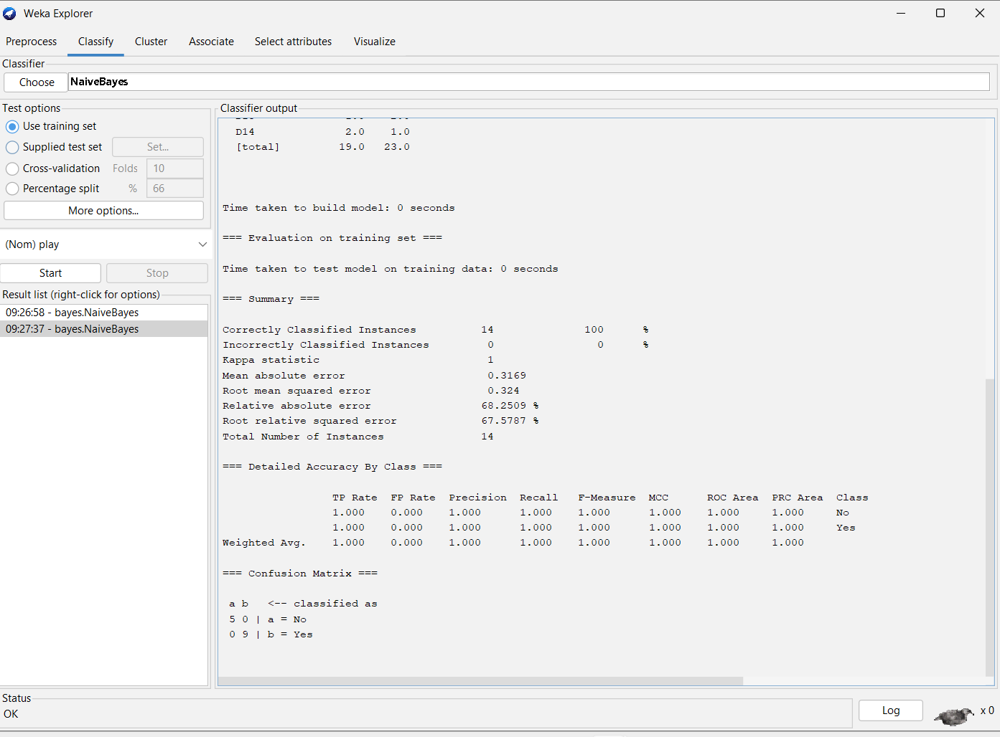 Weka Explorer
Preprocess Classify Cluster Associate Select attributes Visualize
Classifier
Choose NaiveBayes
Test options
Use training set
Supplied test set Set...
Cross-validation Folds 10
Percentage split % 66
More options...
(Nom) play
Start Stop
Result list (right-click for options)
09:26:58 - bayes.NaiveBayes
09:27:37 - bayes.NaiveBayes
Classifier output
D14 2.0 1.0
[total] 19.0 23.0
Time taken to build model: 0 seconds
=== Evaluation on training set ===
Time taken to test model on training data: 0 seconds
=== Summary ===
Correctly Classified Instances 14 100 %
Incorrectly Classified Instances 0 0 %
Kappa statistic 1
Mean absolute error 0.3169
Root mean squared error 0.324
Relative absolute error 68.2509 %
Root relative squared error 67.5787 %
Total Number of Instances 14
=== Detailed Accuracy By Class ===
TP Rate FP Rate Precision Recall F-Measure MCC ROC Area PRC Area Class
1.000 0.000 1.000 1.000 1.000 1.000 1.000 1.000 No
1.000 0.000 1.000 1.000 1.000 1.000 1.000 1.000 Yes
Weighted Avg. 1.000 0.000 1.000 1.000 1.000 1.000 1.000 1.000
=== Confusion Matrix ===
a b <-- classified as
5 0 | a = No
0 9 | b = Yes
Status
OK
Log
x 0